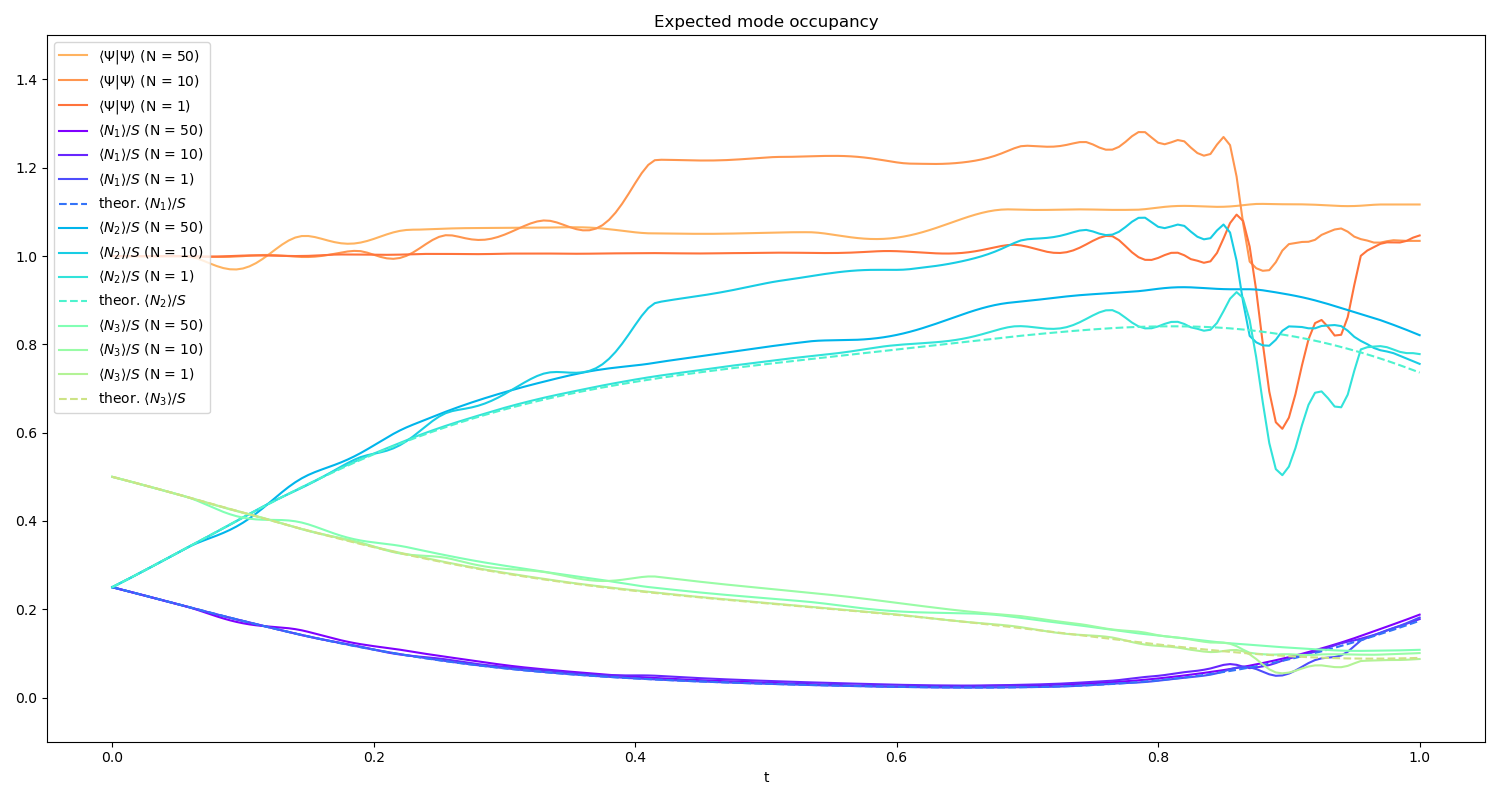 Expected mode occupancy
1.4
1.2
1.0
0.8
0.6
0.4
0.2
0.0
⟨Ψ|Ψ⟩ (N = 50)
⟨Ψ|Ψ⟩ (N = 10)
⟨Ψ|Ψ⟩ (N = 1)
⟨N₁⟩/S (N = 50)
⟨N₁⟩/S (N = 10)
⟨N₁⟩/S (N = 1)
theor. ⟨N₁⟩/S
⟨N₂⟩/S (N = 50)
⟨N₂⟩/S (N = 10)
⟨N₂⟩/S (N = 1)
theor. ⟨N₂⟩/S
⟨N₃⟩/S (N = 50)
⟨N₃⟩/S (N = 10)
⟨N₃⟩/S (N = 1)
theor. ⟨N₃⟩/S
0.0 0.2 0.4 0.6 0.8 1.0
t